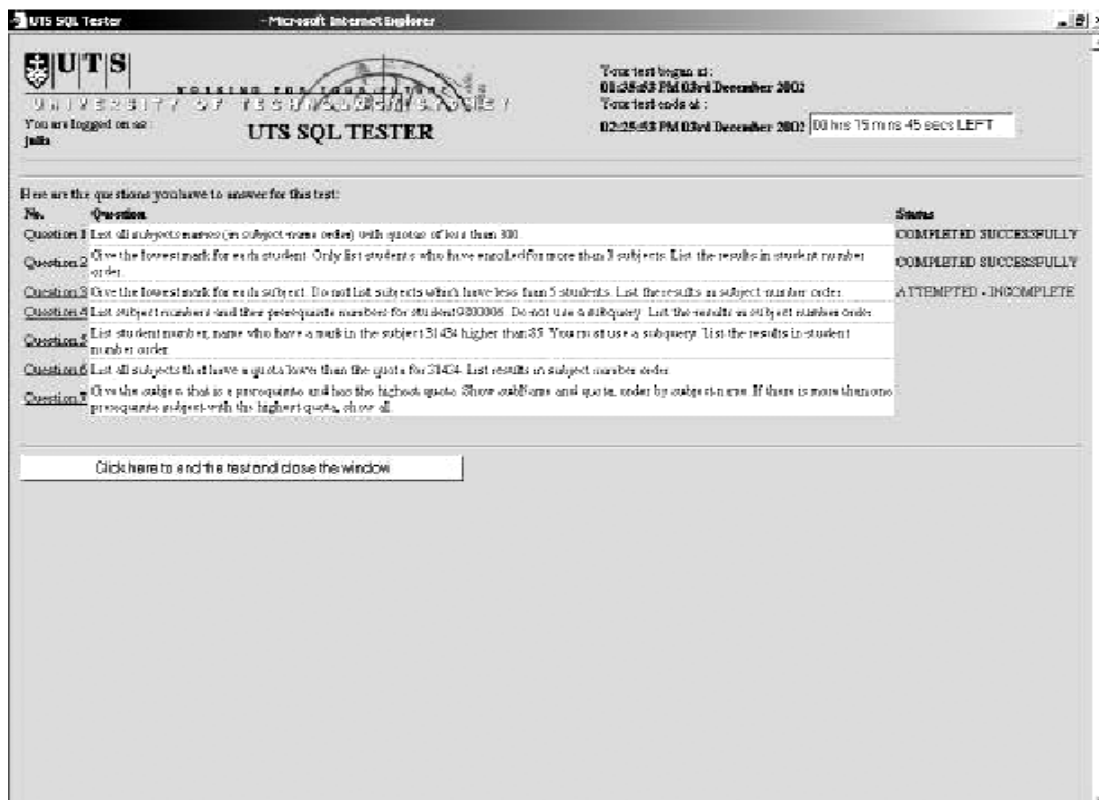 UTS SQL Tester - Microsoft Internet Explorer
UTS
UNIVERSITY OF TECHNOLOGY SYDNEY
You are logged on as :
julia
UTS SQL TESTER
Your test began at :
03rd December 2002
Your test ends at :
02:25:53 PM 03rd December 2002
00 hrs 15 mins 45 secs LEFT
Here are the questions you have to answer for this test:
No. Question Status
Question 1 List all subjects names (in subject name order) with quotas of less than 300. COMPLETED SUCCESSFULLY
Question 2 Give the lowest mark for each student. Only list students who have enrolled for more than 3 subjects. List the results in student number COMPLETED SUCCESSFULLY
order.
Question 3 Give the lowest mark for each subject. Do not list subjects which have less than 5 students. List the results in subject number order. ATTEMPTED - INCOMPLETE
Question 4 List subject numbers and their prerequisite numbers for student 9800006. Do not use a subquery. List the results in subject number order.
Question 5 List student number, name who have a mark in the subject 31434 higher than 85. You must use a subquery. List the results in student
number order.
Question 6 List all subjects that have a quota lower than the quota for 31434. List results in subject number order.
Question 7 Give the subject that is a prerequisite and has the highest quota. Show and quota, order by subject name. If there is more than one
prerequisite subject with the highest quota, show all.
Click here to end the test and close the window